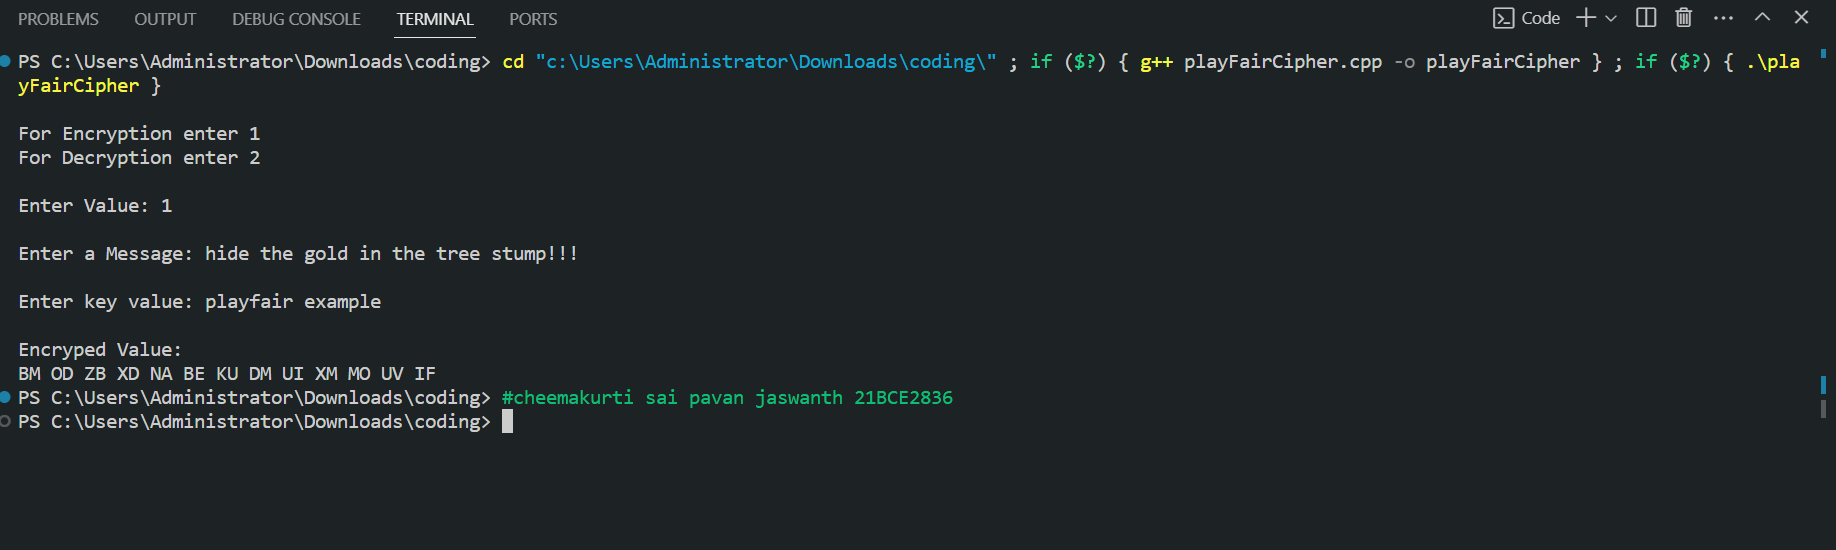 PROBLEMS OUTPUT DEBUG CONSOLE TERMINAL PORTS Code
PS C:\Users\Administrator\Downloads\coding> cd "c:\Users\Administrator\Downloads\coding\" ; if ($?) { g++ playFairCipher.cpp -o playFairCipher } ; if ($?) { .\pla
yFairCipher }
For Encryption enter 1
For Decryption enter 2
Enter Value: 1
Enter a Message: hide the gold in the tree stump!!!
Enter key value: playfair example
Encryped Value:
BM OD ZB XD NA BE KU DM UI XM MO UV IF
PS C:\Users\Administrator\Downloads\coding> #cheemakurti sai pavan jaswanth 21BCE2836
PS C:\Users\Administrator\Downloads\coding>